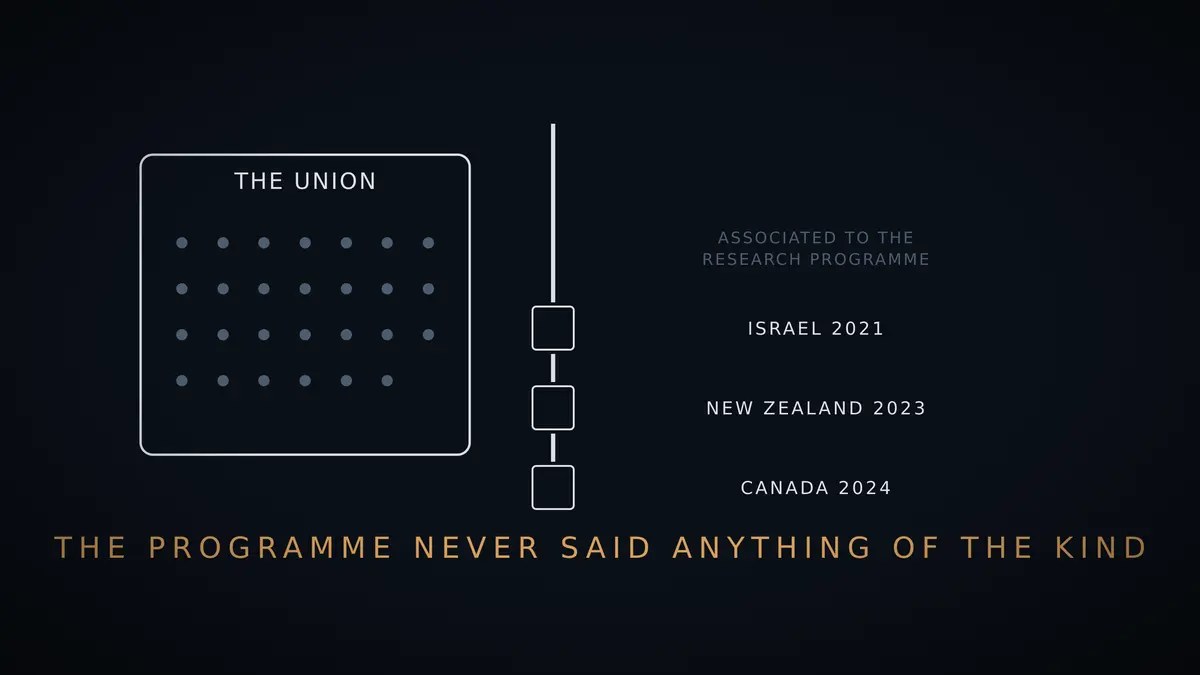 THE UNION
ASSOCIATED TO THE
RESEARCH PROGRAMME
ISRAEL 2021
NEW ZEALAND 2023
CANADA 2024
THE PROGRAMME NEVER SAID ANYTHING OF THE KIND